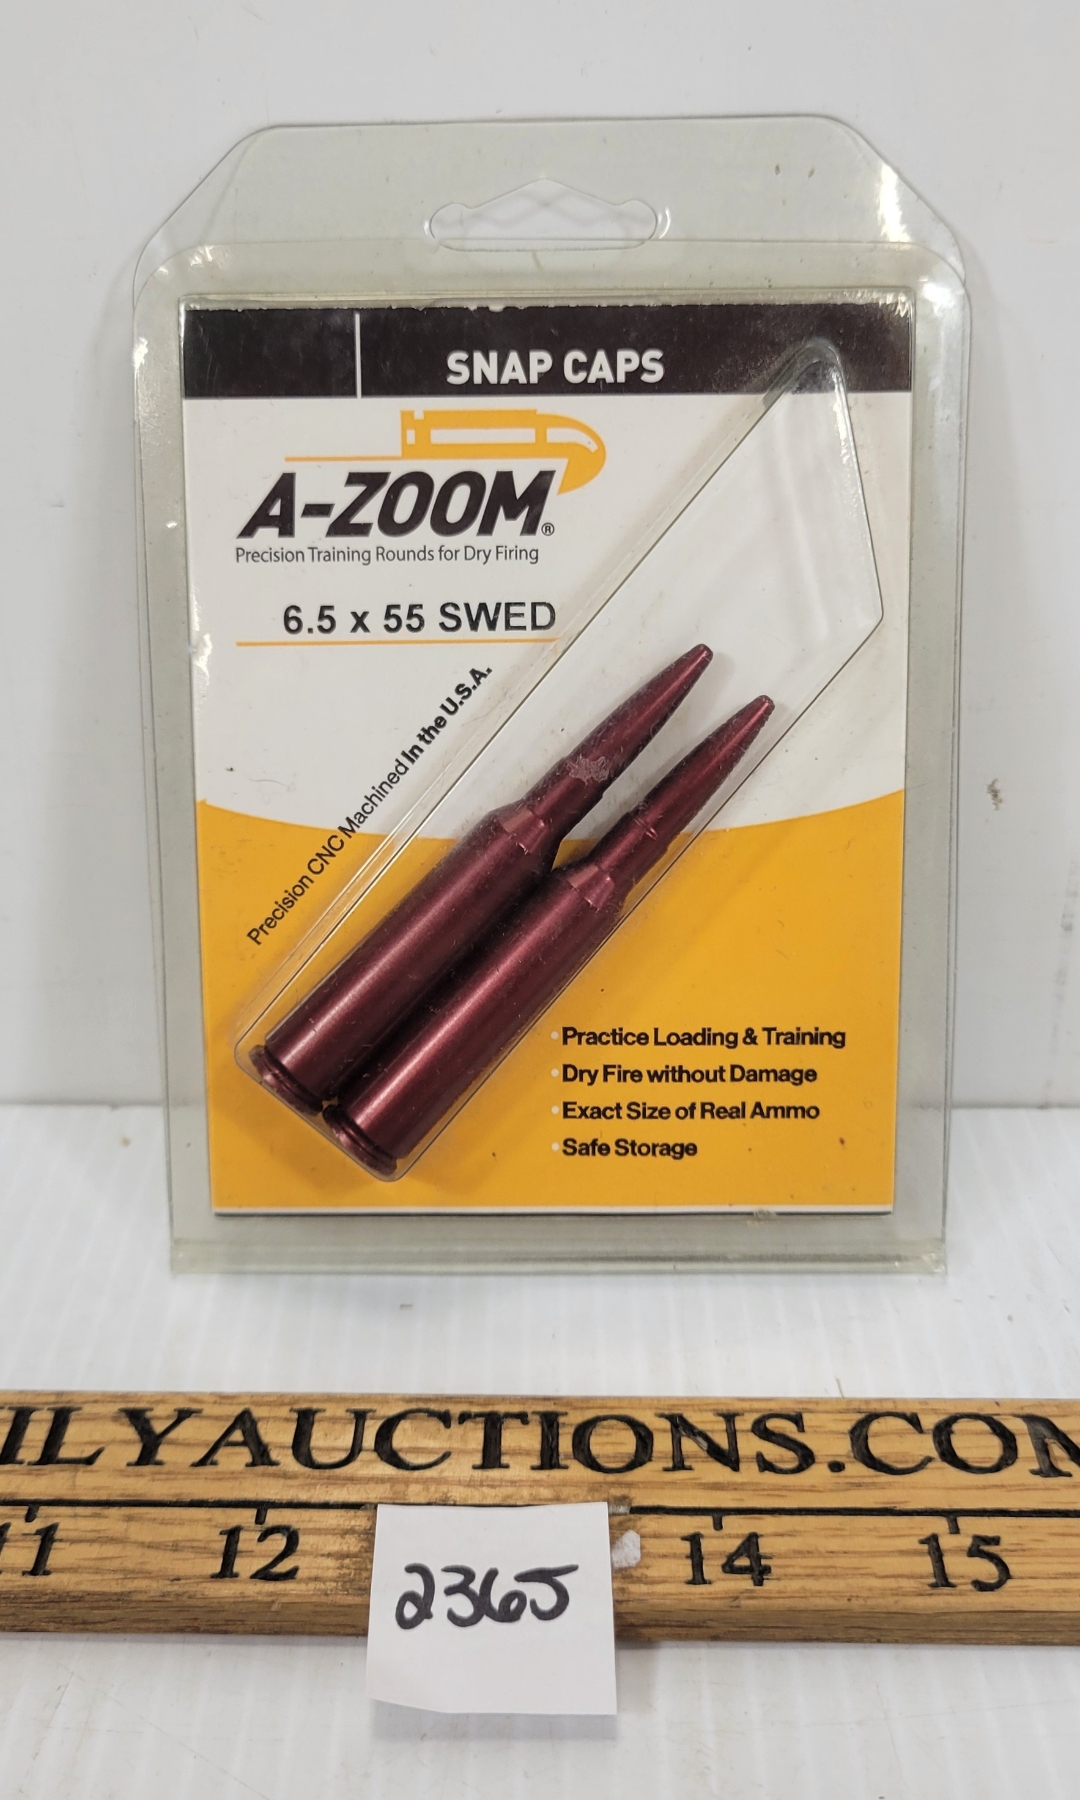 SNAP CAPS
A-ZOOM®
Precision Training Rounds for Dry Firing
6.5 x 55 SWED
Precision CNC Machined In the U.S.A.
• Practice Loading & Training
• Dry Fire without Damage
• Exact Size of Real Ammo
• Safe Storage
ILYAUCTIONS.COM
11 12 14 15
2365